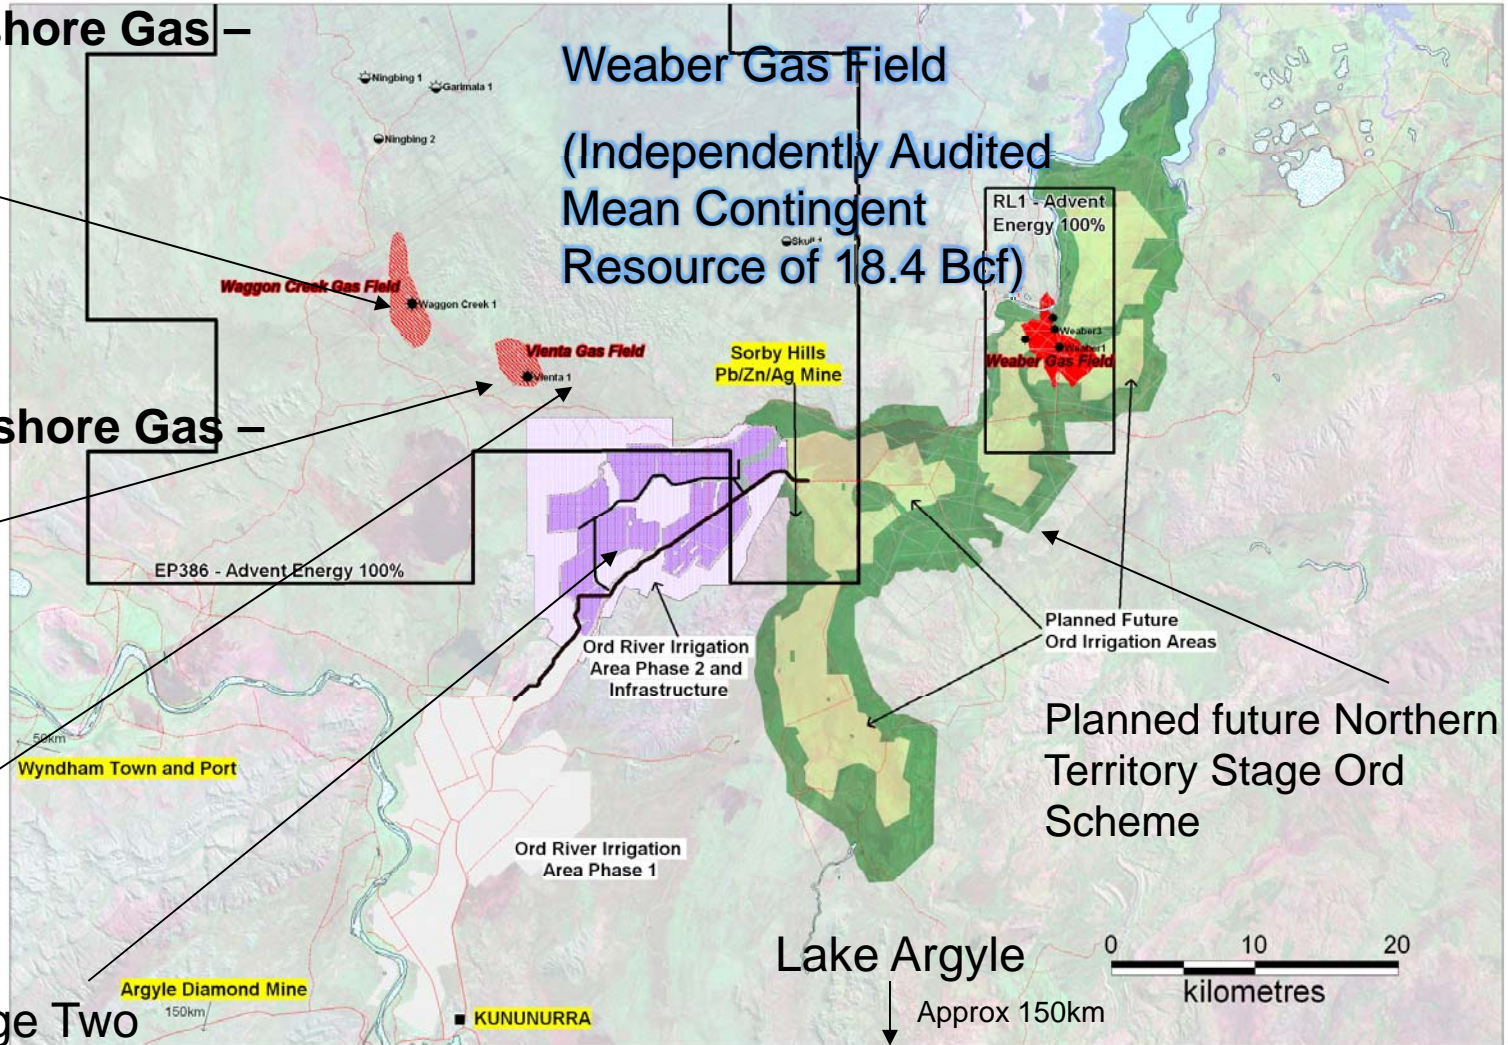 shore Gas –
Weaber Gas Field
(Independently Audited
Mean Contingent
Resource of 18.4 Bcf)
Ningbing 1
Garimala 1
Ningbing 2
Skull 1
RL1 - Advent
Energy 100%
Waggon Creek Gas Field
Waggon Creek 1
Vienta Gas Field
Vienta 1
Sorby Hills
Pb/Zn/Ag Mine
Weaber3
Weaber1
Weaber Gas Field
shore Gas –
EP386 - Advent Energy 100%
Ord River Irrigation
Area Phase 2 and
Infrastructure
Planned Future
Ord Irrigation Areas
Planned future Northern
Territory Stage Ord
Scheme
50km
Wyndham Town and Port
Ord River Irrigation
Area Phase 1
Lake Argyle
Approx 150km
0 10 20
kilometres
Argyle Diamond Mine
150km
ge Two
KUNUNURRA